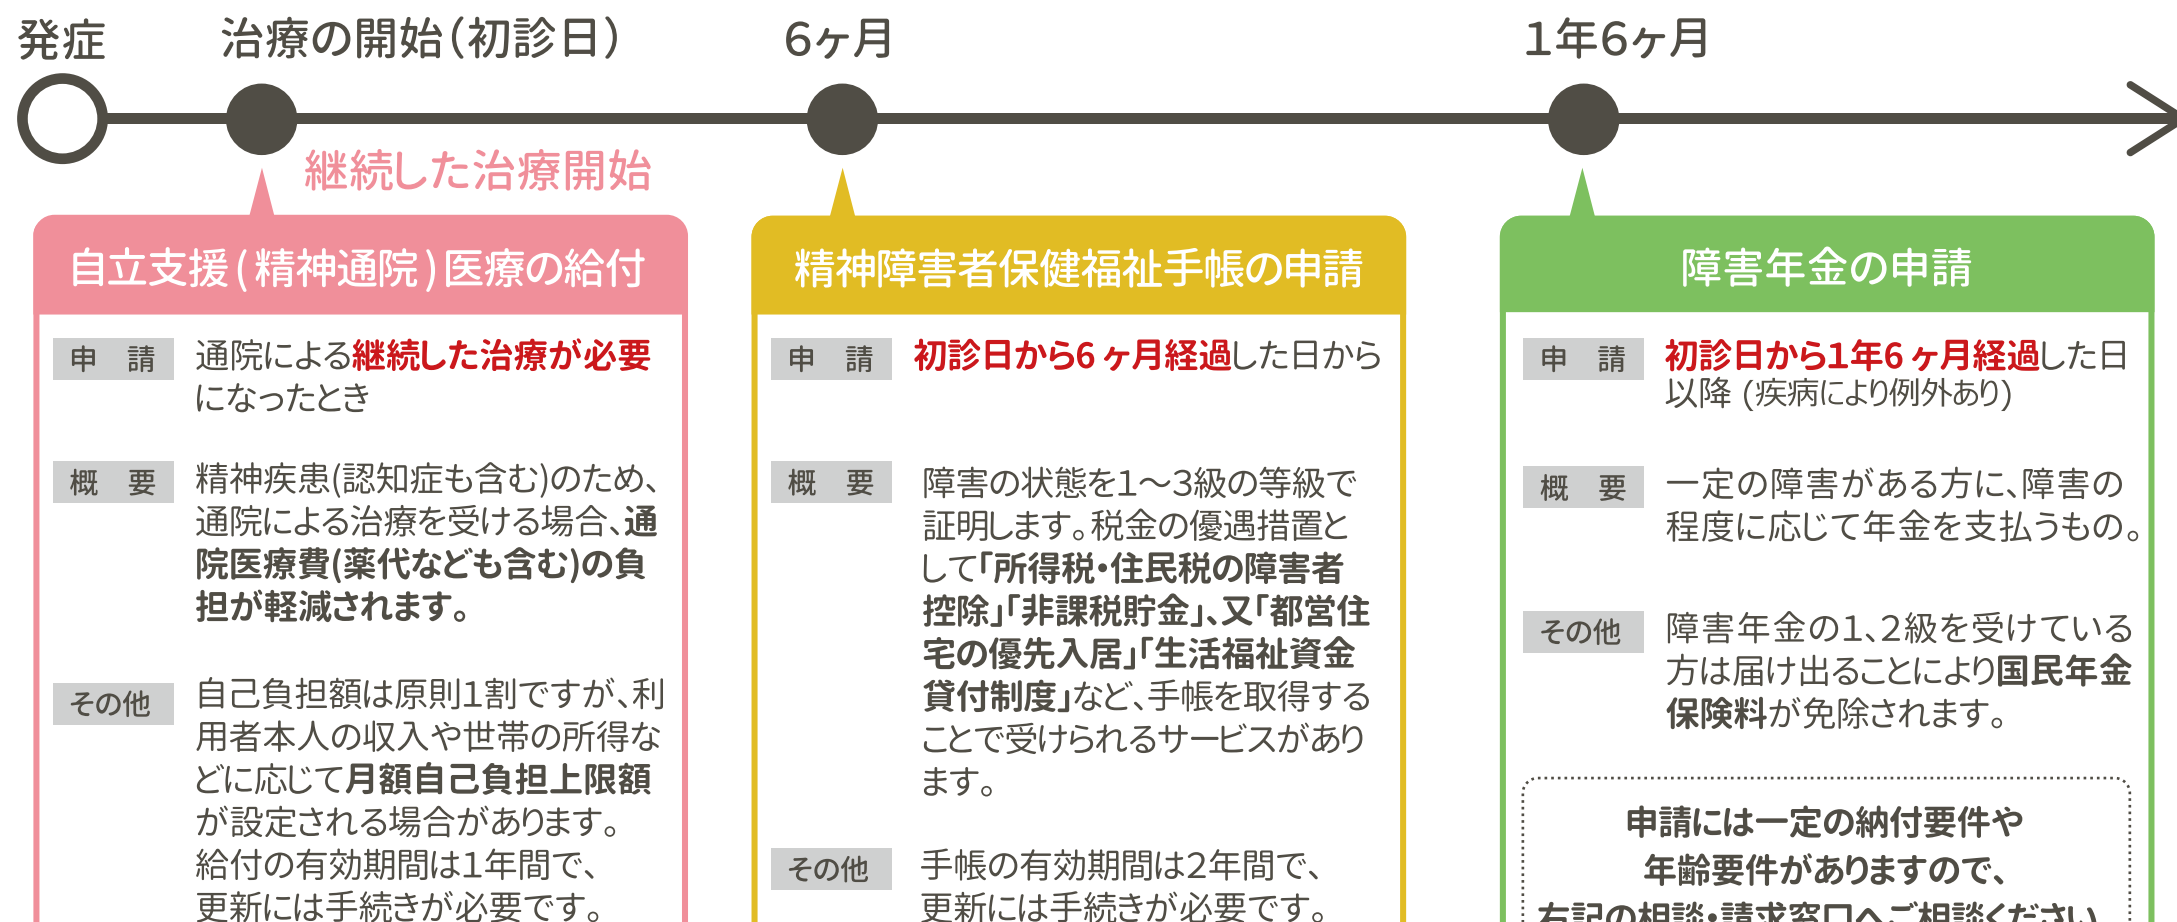 発症
治療の開始(初診日)
6ヶ月
1年6ヶ月
継続した治療開始
自立支援(精神通院)医療の給付
申 請
通院による継続した治療が必要
になったとき
概 要
精神疾患(認知症も含む)のため、
通院による治療を受ける場合、通
院医療費(薬代なども含む)の負
担が軽減されます。
その他
自己負担額は原則1割ですが、利
用者本人の収入や世帯の所得な
どに応じて月額自己負担上限額
が設定される場合があります。
給付の有効期間は1年間で、
更新には手続きが必要です。
精神障害者保健福祉手帳の申請
申 請
初診日から6ヶ月経過した日から
概 要
障害の状態を1〜3級の等級で
証明します。税金の優遇措置と
して「所得税・住民税の障害者
控除」「非課税貯金」、又「都営住
宅の優先入居」「生活福祉資金
貸付制度」など、手帳を取得する
ことで受けられるサービスがあり
ます。
その他
手帳の有効期間は2年間で、
更新には手続きが必要です。
障害年金の申請
申 請
初診日から1年6ヶ月経過した日
以降 (疾病により例外あり)
概 要
一定の障害がある方に、障害の
程度に応じて年金を支払うもの。
その他
障害年金の1、2級を受けている
方は届け出ることにより国民年金
保険料が免除されます。
申請には一定の納付要件や
年齢要件がありますので、
右記の相談・請求窓口へご相談ください